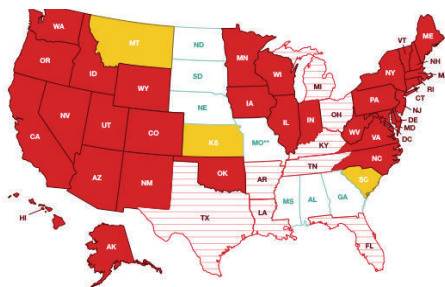 WA
MT
ND
MN
VT
ME
OR
ID
SD
WI
MI
NY
NH
MA
WY
RI
CT
NE
IA
PA
NJ
NV
OH
DE
UT
IL
IN
MD
CA
CO
KS
MO**
WV
VA
DC
KY
NC
TN
AZ
NM
OK
AR
SC
MS
AL
GA
LA
TX
HI
FL
AK